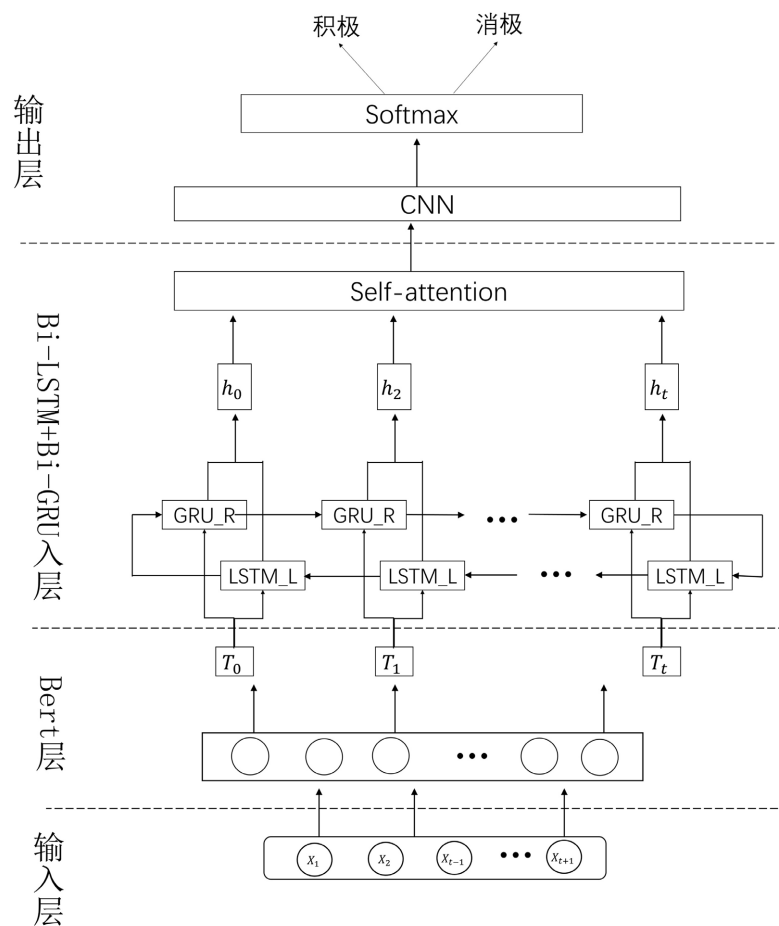 积极 消极
Softmax
输出层
CNN
Self-attention
h₀ h₂ hₜ
Bi-LSTM+Bi-GRU入层
GRU_R GRU_R ••• GRU_R
LSTM_L LSTM_L ••• LSTM_L
T₀ T₁ Tₜ
Bert层
•••
输入层
X₁ X₂ Xₜ₋₁ ••• Xₜ₊₁